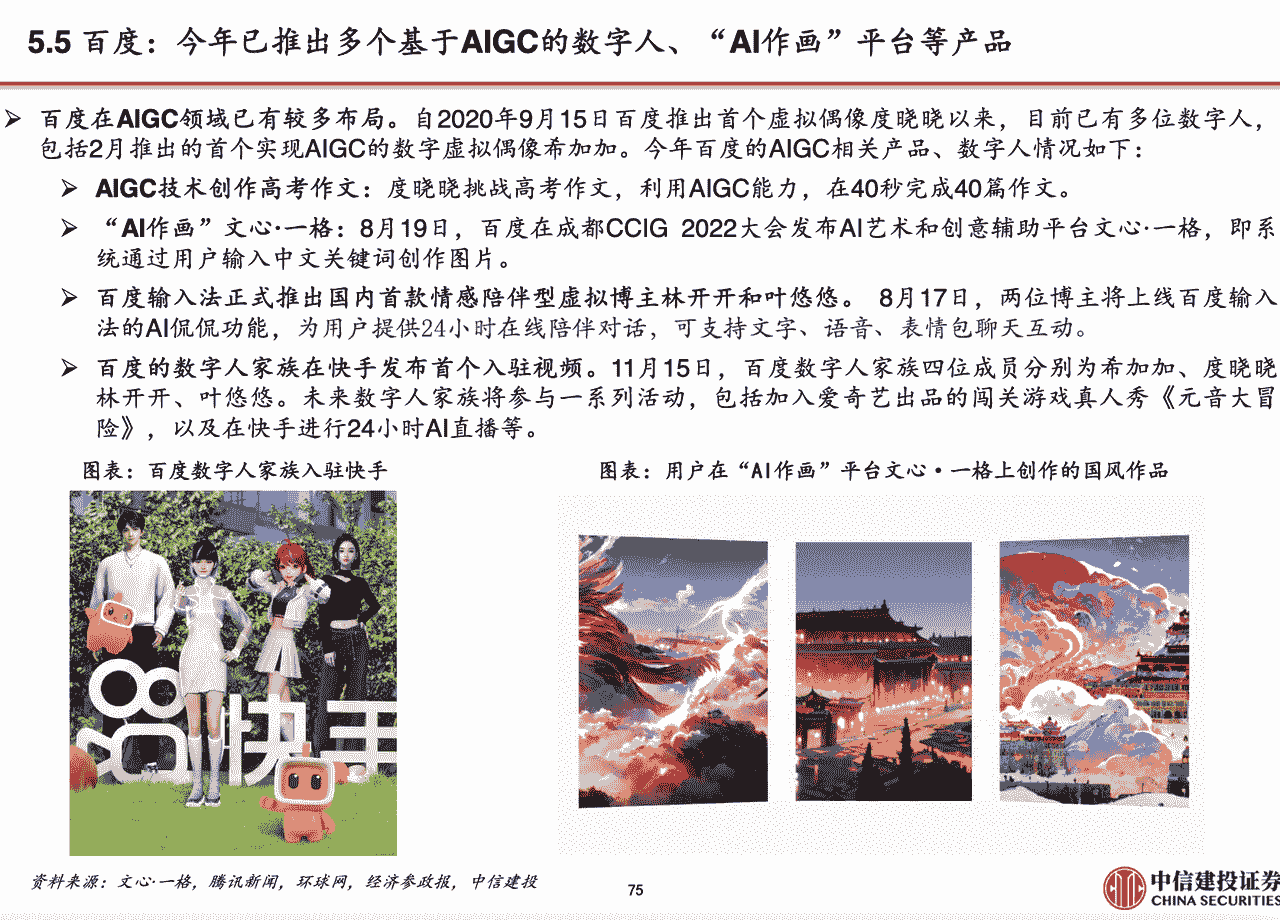 5.5 百度：今年已推出多个基于AIGC的数字人、“AI作画”平台等产品
➢ 百度在AIGC领域已有较多布局。自2020年9月15日百度推出首个虚拟偶像度晓晓以来，目前已有多位数字人，
包括2月推出的首个实现AIGC的数字虚拟偶像希加加。今年百度的AIGC相关产品、数字人情况如下：
➢ AIGC技术创作高考作文：度晓晓挑战高考作文，利用AIGC能力，在40秒完成40篇作文。
➢ “AI作画”文心·一格：8月19日，百度在成都CCIG 2022大会发布AI艺术和创意辅助平台文心·一格，即系
统通过用户输入中文关键词创作图片。
➢ 百度输入法正式推出国内首款情感陪伴型虚拟博主林开开和叶悠悠。 8月17日，两位博主将上线百度输入
法的AI侃侃功能，为用户提供24小时在线陪伴对话，可支持文字、语音、表情包聊天互动。
➢ 百度的数字人家族在快手发布首个入驻视频。11月15日，百度数字人家族四位成员分别为希加加、度晓晓
林开开、叶悠悠。未来数字人家族将参与一系列活动，包括加入爱奇艺出品的闯关游戏真人秀《元音大冒
险》，以及在快手进行24小时AI直播等。
图表：百度数字人家族入驻快手
图表：用户在“AI作画”平台文心·一格上创作的国风作品
快手
资料来源：文心·一格，腾讯新闻，环球网，经济参政报，中信建投
75
中信建投证券
CHINA SECURITIES